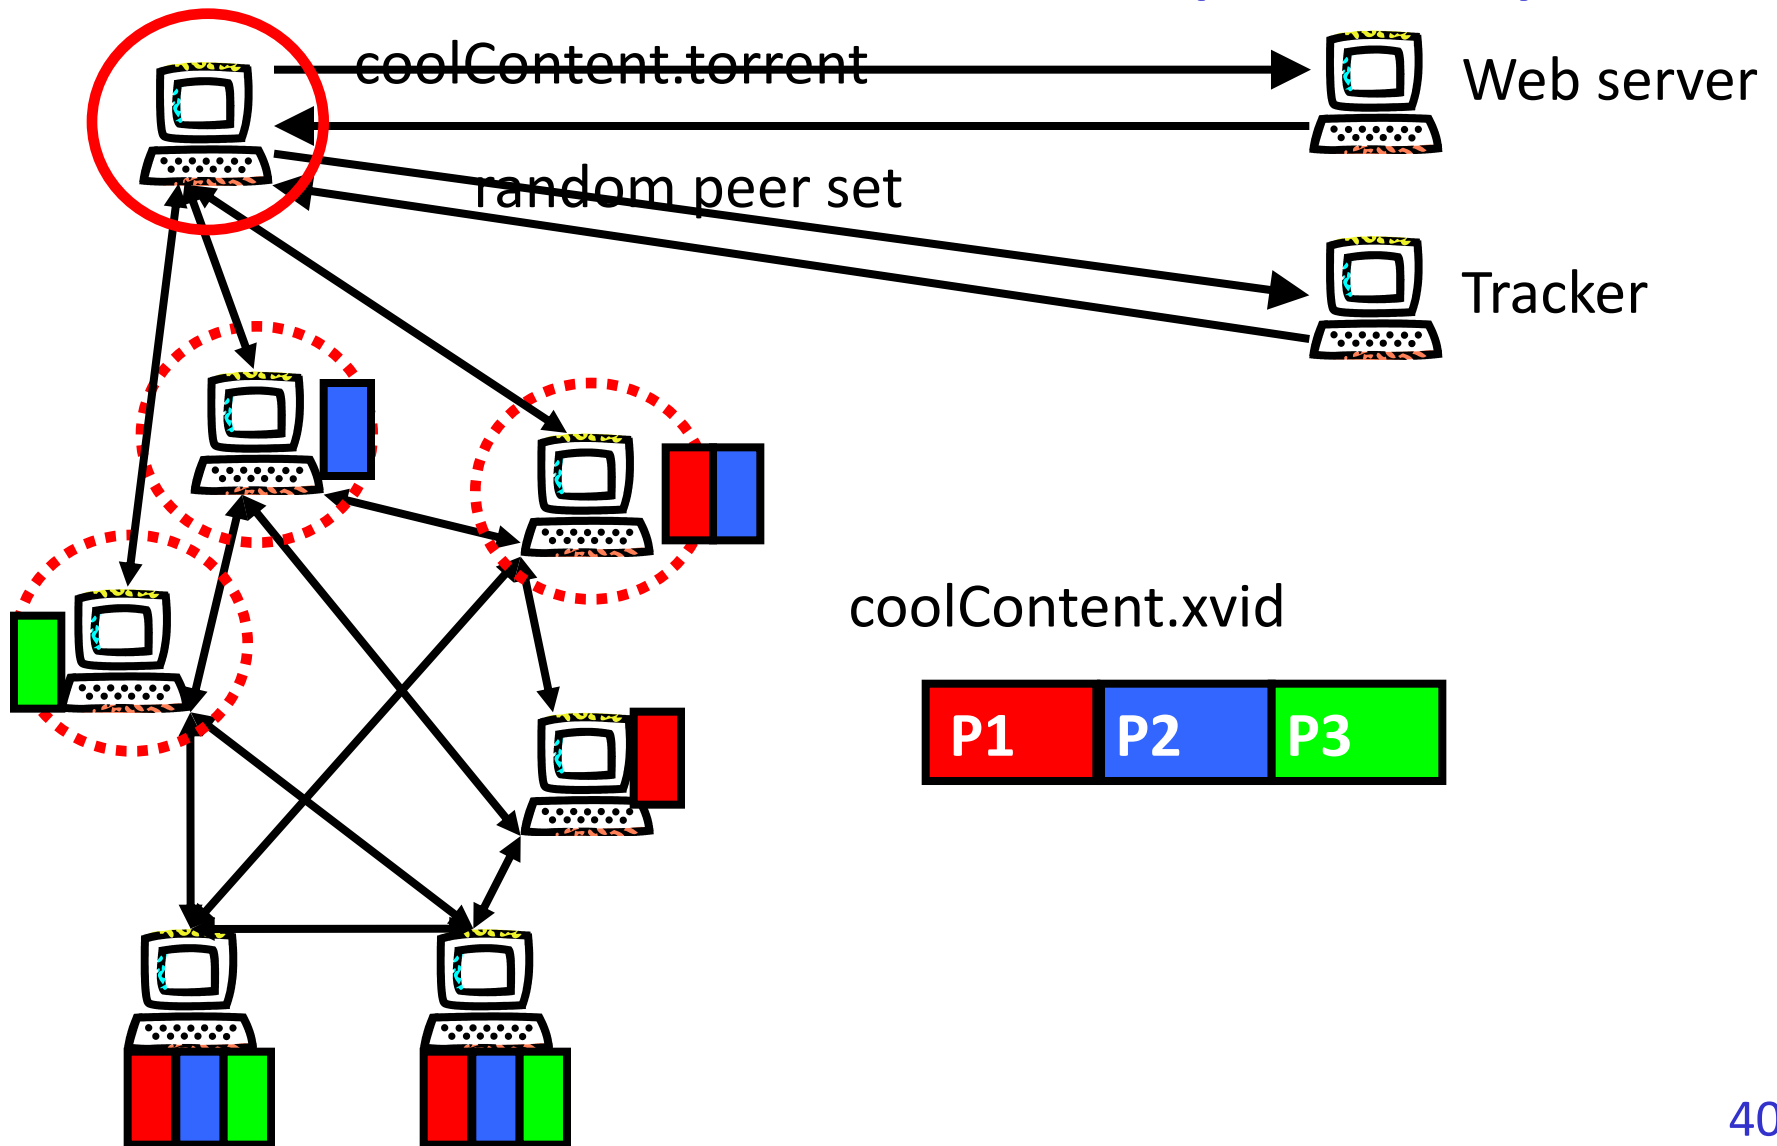 coolContent.torrent
Web server
random peer set
Tracker
coolContent.xvid
P1 P2 P3
40